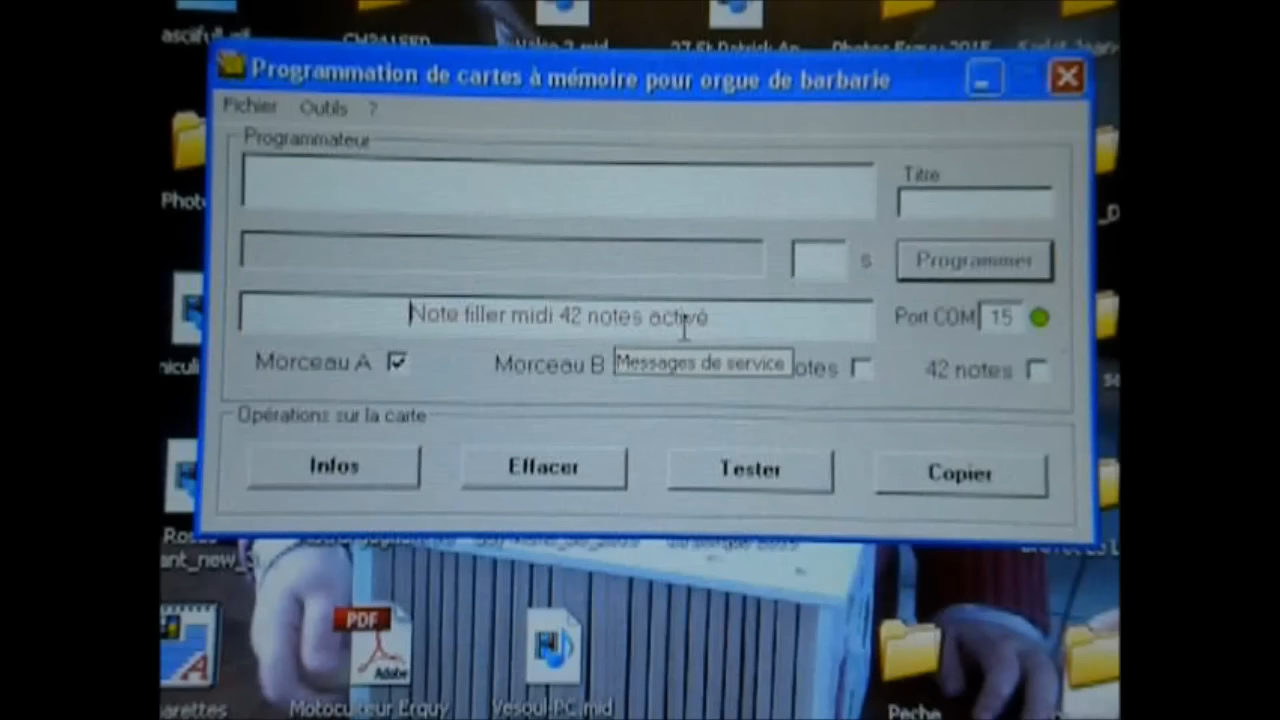 Programmation de cartes à mémoire pour orgue de barbarie
Fichier Outils ?
Programmateur
Titre
s
Programmer
Note filler midi 42 notes activé
Port COM 15
Morceau A
Morceau B
Messages de service
otes
42 notes
Opérations sur la carte
Infos
Effacer
Tester
Copier
ant_new_
PDF
Adobe
Motoculteur Erquy
Vesoul-PC.mid
Peche